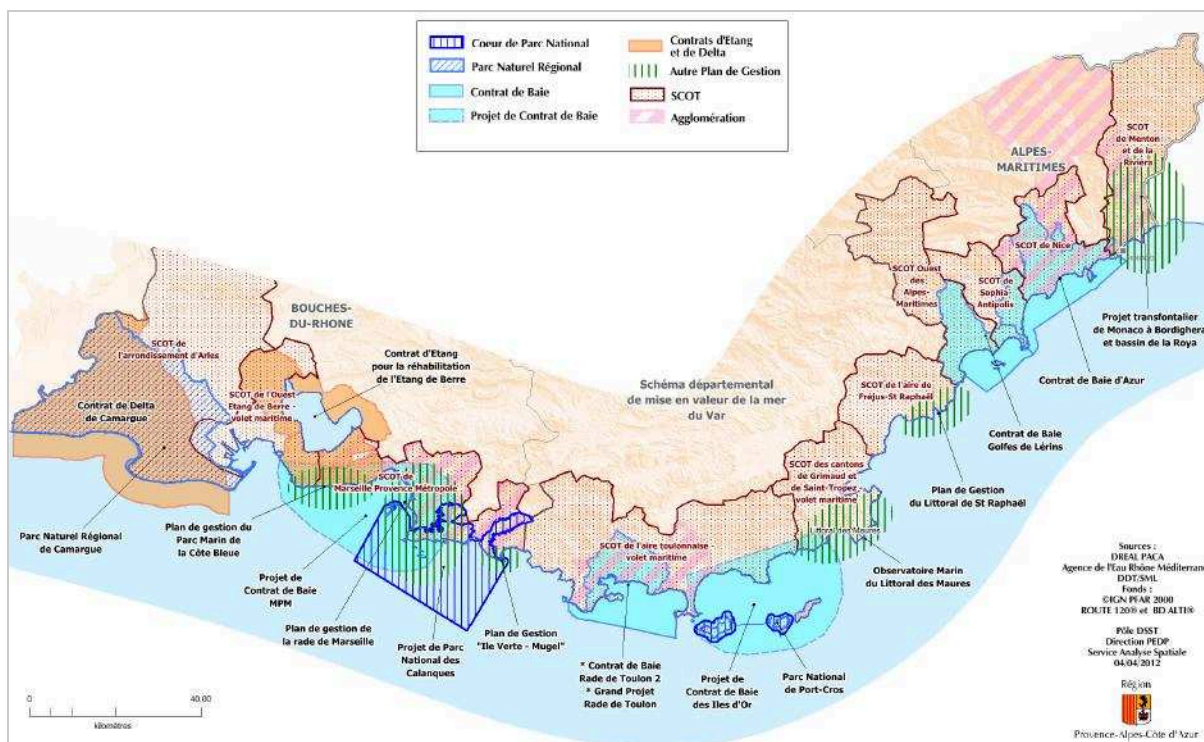 Coeur de Parc National
Parc Naturel Régional
Contrat de Baie
Projet de Contrat de Baie
Contrats d'Etang
et de Delta
Autre Plan de Gestion
SCOT
Agglomération
ALPES-
MARITIMES
SCOT
de Menton
et de la
Riviera
SCOT de Nice
SCOT Ouest
des
Alpes-
Maritimes
SCOT de
Sophia-
Antipolis
Projet transfontalier
de Monaco à Bordighera
et bassin de la Roya
Contrat de Baie d'Azur
Contrat de Baie
Golfes de Lérins
BOUCHES-
DU-RHONE
SCOT de
l'arrondissement d'Arles
Contrat d'Etang
pour la réhabilitation
de l'Etang de Berre
Contrat de Delta
de Camargue
SCOT de l'Ouest
Etang de Berre -
volet maritime
Schéma départemental
de mise en valeur de la mer
du Var
SCOT de l'aire de
Fréjus-St Raphaël
SCOT des cantons
de Grimaud et
de Saint-Tropez-
volet maritime
Plan de Gestion
du Littoral de St Raphaël
SCOT de
Marseille Provence Métropole
Littoral des Maures
Observatoire Marin
du Littoral des Maures
SCOT de l'aire toulonnaise -
volet maritime
Parc Naturel Régional
de Camargue
Plan de gestion du
Parc Marin de
la Côte Bleue
Projet de
Contrat de Baie
MPM
Plan de gestion de
la rade de Marseille
Projet de Parc
National des
Calanques
Plan de Gestion
"Ile Verte - Mugel"
* Contrat de Baie
Rade de Toulon 2
* Grand Projet
Rade de Toulon
Projet de
Contrat de Baie
des Iles d'Or
Parc National
de Port-Cros
Sources :
DREAL PACA
Agence de l'Eau Rhône Méditerran
DDT/SML
Fonds :
©IGN PFAR 2000
ROUTE 120® et BD ALTI®
Pôle DSST
Direction PEDP
Service Analyse Spatiale
04/04/2012
Région
Provence-Alpes-Côte d'Azur
0 40.00
kilomètres